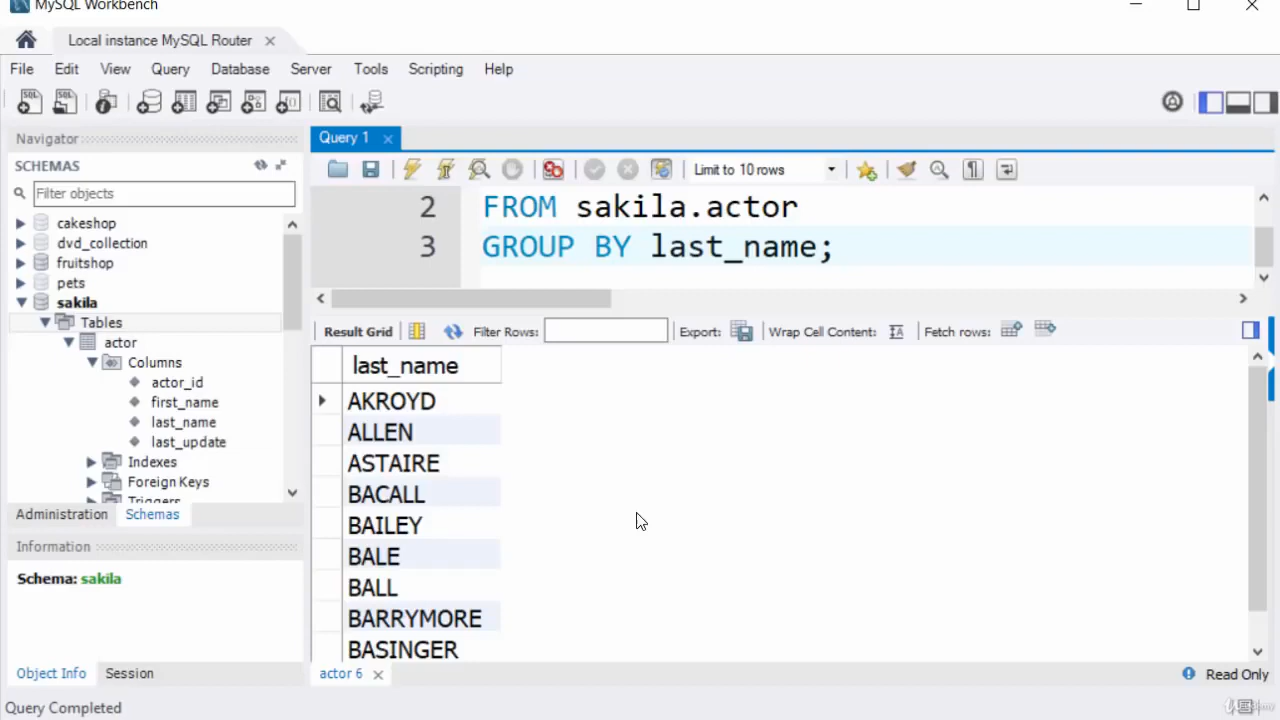 MySQL Workbench
Local instance MySQL Router
File Edit View Query Database Server Tools Scripting Help
Navigator
SCHEMAS
Filter objects
cakeshop
dvd_collection
fruitshop
pets
sakila
Tables
actor
Columns
actor_id
first_name
last_name
last_update
Indexes
Foreign Keys
Triggers
Administration Schemas
Information
Schema: sakila
Object Info Session
Query 1
Limit to 10 rows
2 FROM sakila.actor
3 GROUP BY last_name;
Result Grid Filter Rows: Export: Wrap Cell Content: Fetch rows:
last_name
AKROYD
ALLEN
ASTAIRE
BACALL
BAILEY
BALE
BALL
BARRYMORE
BASINGER
actor 6 Read Only
Query Completed